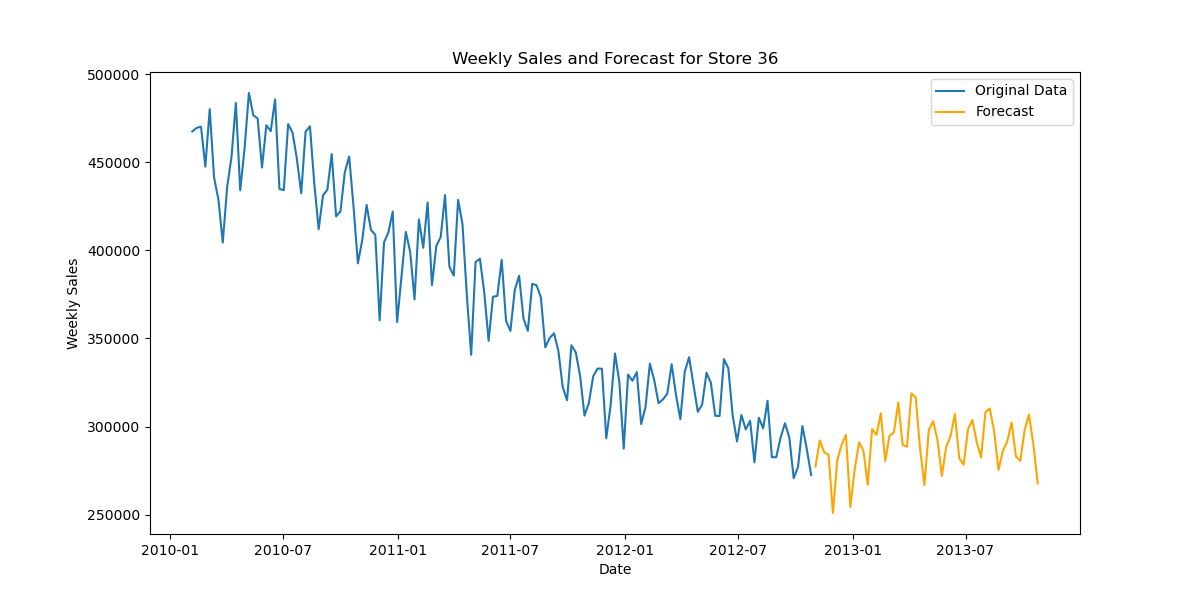 Weekly Sales and Forecast for Store 36
Original Data
Forecast
Weekly Sales
500000
450000
400000
350000
300000
250000
2010-01 2010-07 2011-01 2011-07 2012-01 2012-07 2013-01 2013-07
Date